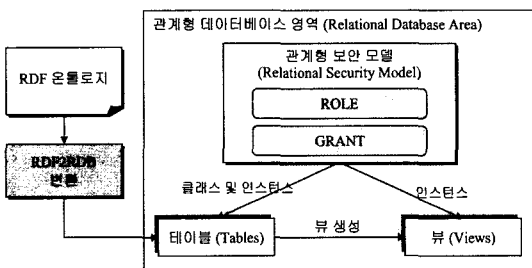 관계형 데이터베이스 영역 (Relational Database Area)
관계형 보안 모델
(Relational Security Model)
ROLE
GRANT
RDF 온톨로지
RDF2RDB
변환
클래스 및 인스턴스
인스턴스
테이블 (Tables)
뷰 생성
뷰 (Views)